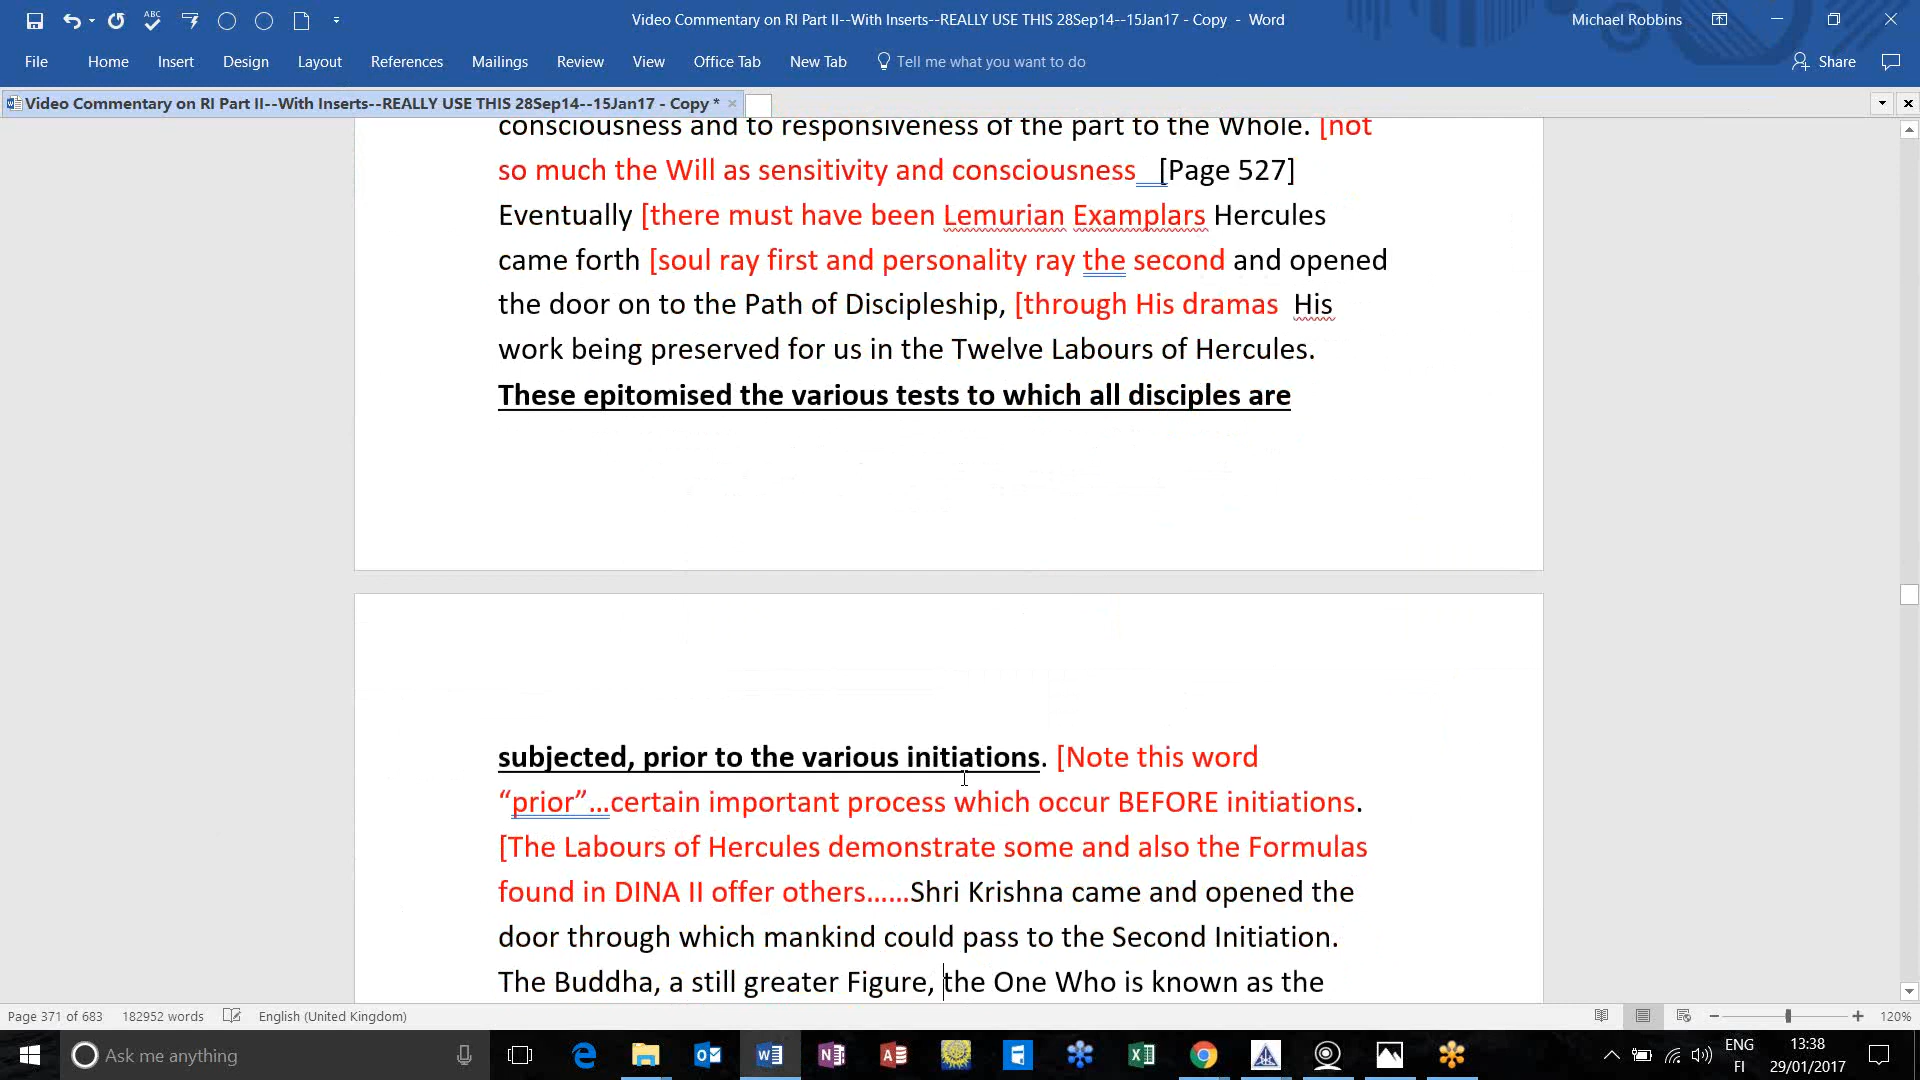 Video Commentary on RI Part II--With Inserts--REALLY USE THIS 28Sep14--15Jan17 - Copy - Word
Michael Robbins
File Home Insert Design Layout References Mailings Review View Office Tab New Tab Tell me what you want to do Share
Video Commentary on RI Part II--With Inserts--REALLY USE THIS 28Sep14--15Jan17 - Copy *
consciousness and to responsiveness of the part to the Whole. [not
so much the Will as sensitivity and consciousness [Page 527]
Eventually [there must have been Lemurian Examplars Hercules
came forth [soul ray first and personality ray the second and opened
the door on to the Path of Discipleship, [through His dramas His
work being preserved for us in the Twelve Labours of Hercules.
These epitomised the various tests to which all disciples are
subjected, prior to the various initiations. [Note this word
“prior”…certain important process which occur BEFORE initiations.
[The Labours of Hercules demonstrate some and also the Formulas
found in DINA II offer others……Shri Krishna came and opened the
door through which mankind could pass to the Second Initiation.
The Buddha, a still greater Figure, the One Who is known as the
Page 371 of 683 182952 words English (United Kingdom) 120%
Ask me anything
ENG
FI
13:38
29/01/2017